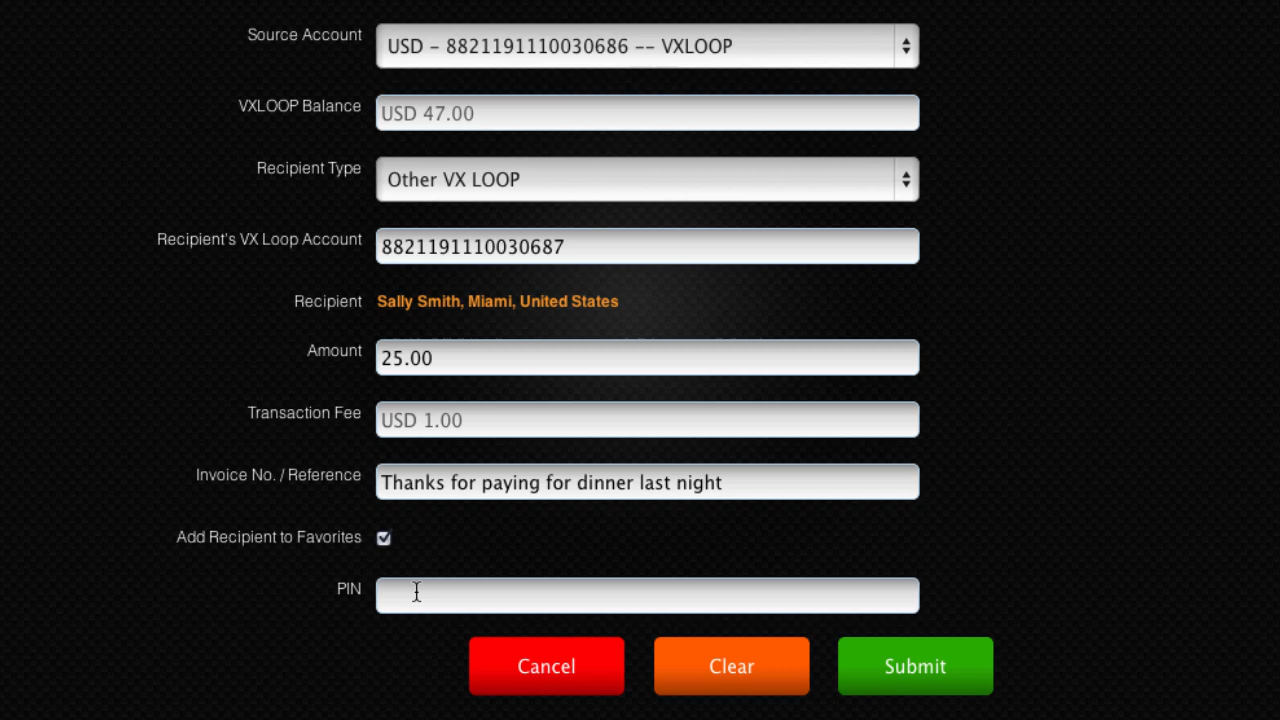 Source Account
USD - 8821191110030686 -- VXLOOP
VXLOOP Balance
USD 47.00
Recipient Type
Other VX LOOP
Recipient's VX Loop Account
8821191110030687
Recipient
Sally Smith, Miami, United States
Amount
25.00
Transaction Fee
USD 1.00
Invoice No. / Reference
Thanks for paying for dinner last night
Add Recipient to Favorites
PIN
Cancel
Clear
Submit